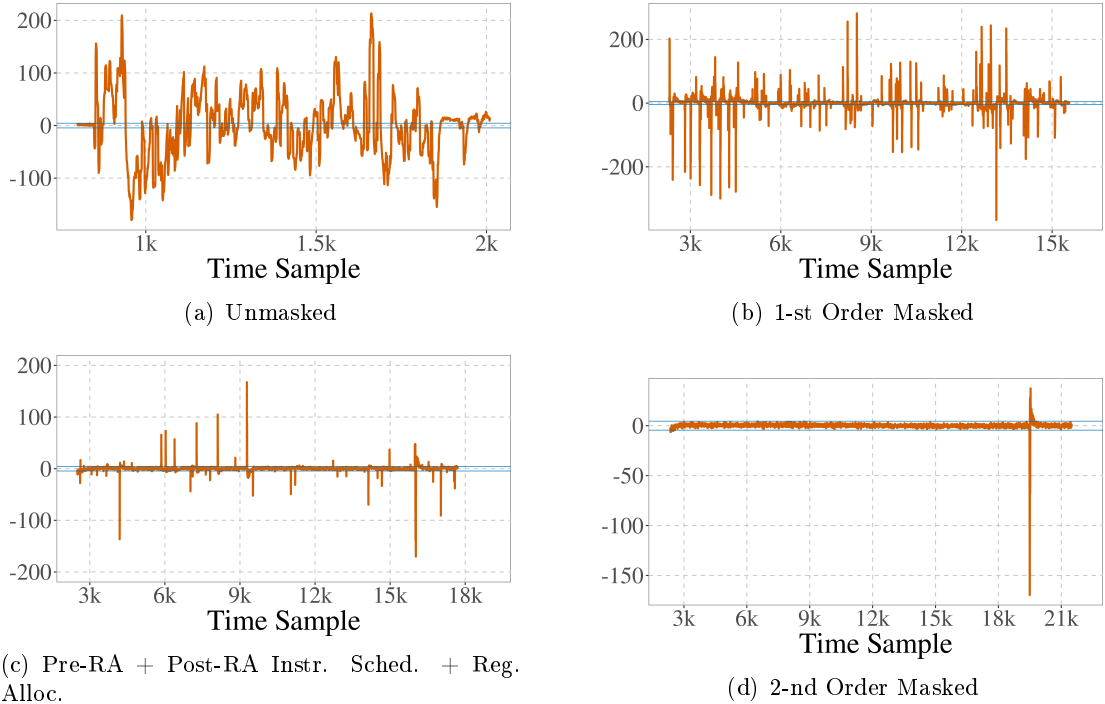 200
100
0
-100
1k
1.5k
2k
Time Sample
(a) Unmasked
200
0
-200
3k
6k
9k
12k
15k
Time Sample
(b) 1-st Order Masked
200
100
0
-100
-200
3k
6k
9k
12k
15k
18k
Time Sample
(c) Pre-RA + Post-RA Instr. Sched. + Reg.
Alloc.
0
-50
-100
-150
3k
6k
9k
12k
15k
18k
21k
Time Sample
(d) 2-nd Order Masked